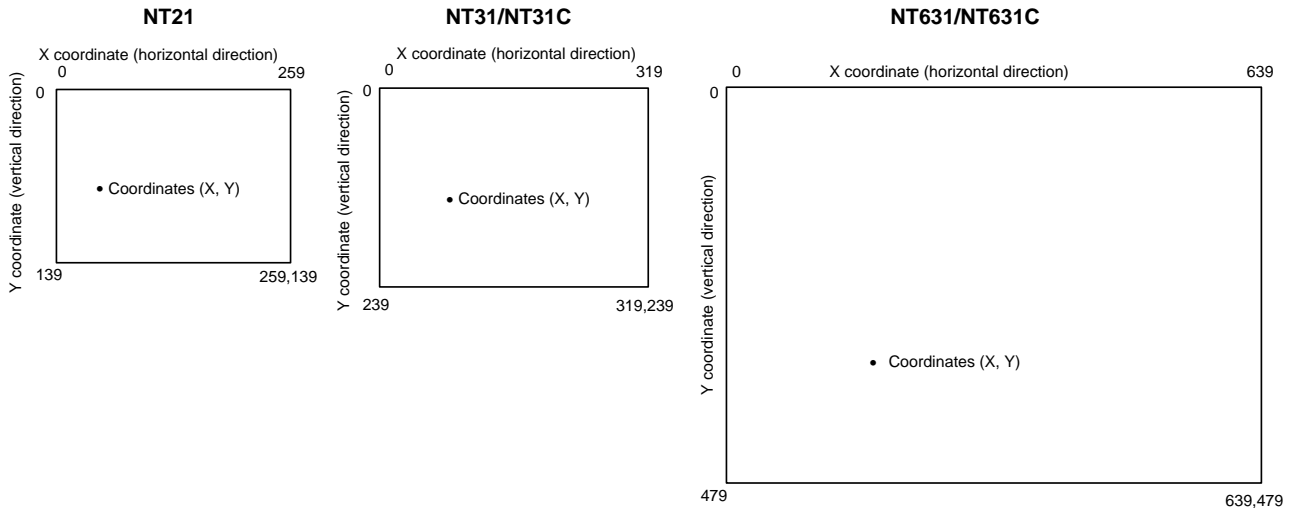 NT21
X coordinate (horizontal direction)
0 259
0
Y coordinate (vertical direction)
Coordinates (X, Y)
139 259,139
NT31/NT31C
X coordinate (horizontal direction)
0 319
0
Y coordinate (vertical direction)
Coordinates (X, Y)
239 319,239
NT631/NT631C
0 X coordinate (horizontal direction) 639
0
Y coordinate (vertical direction)
Coordinates (X, Y)
479 639,479